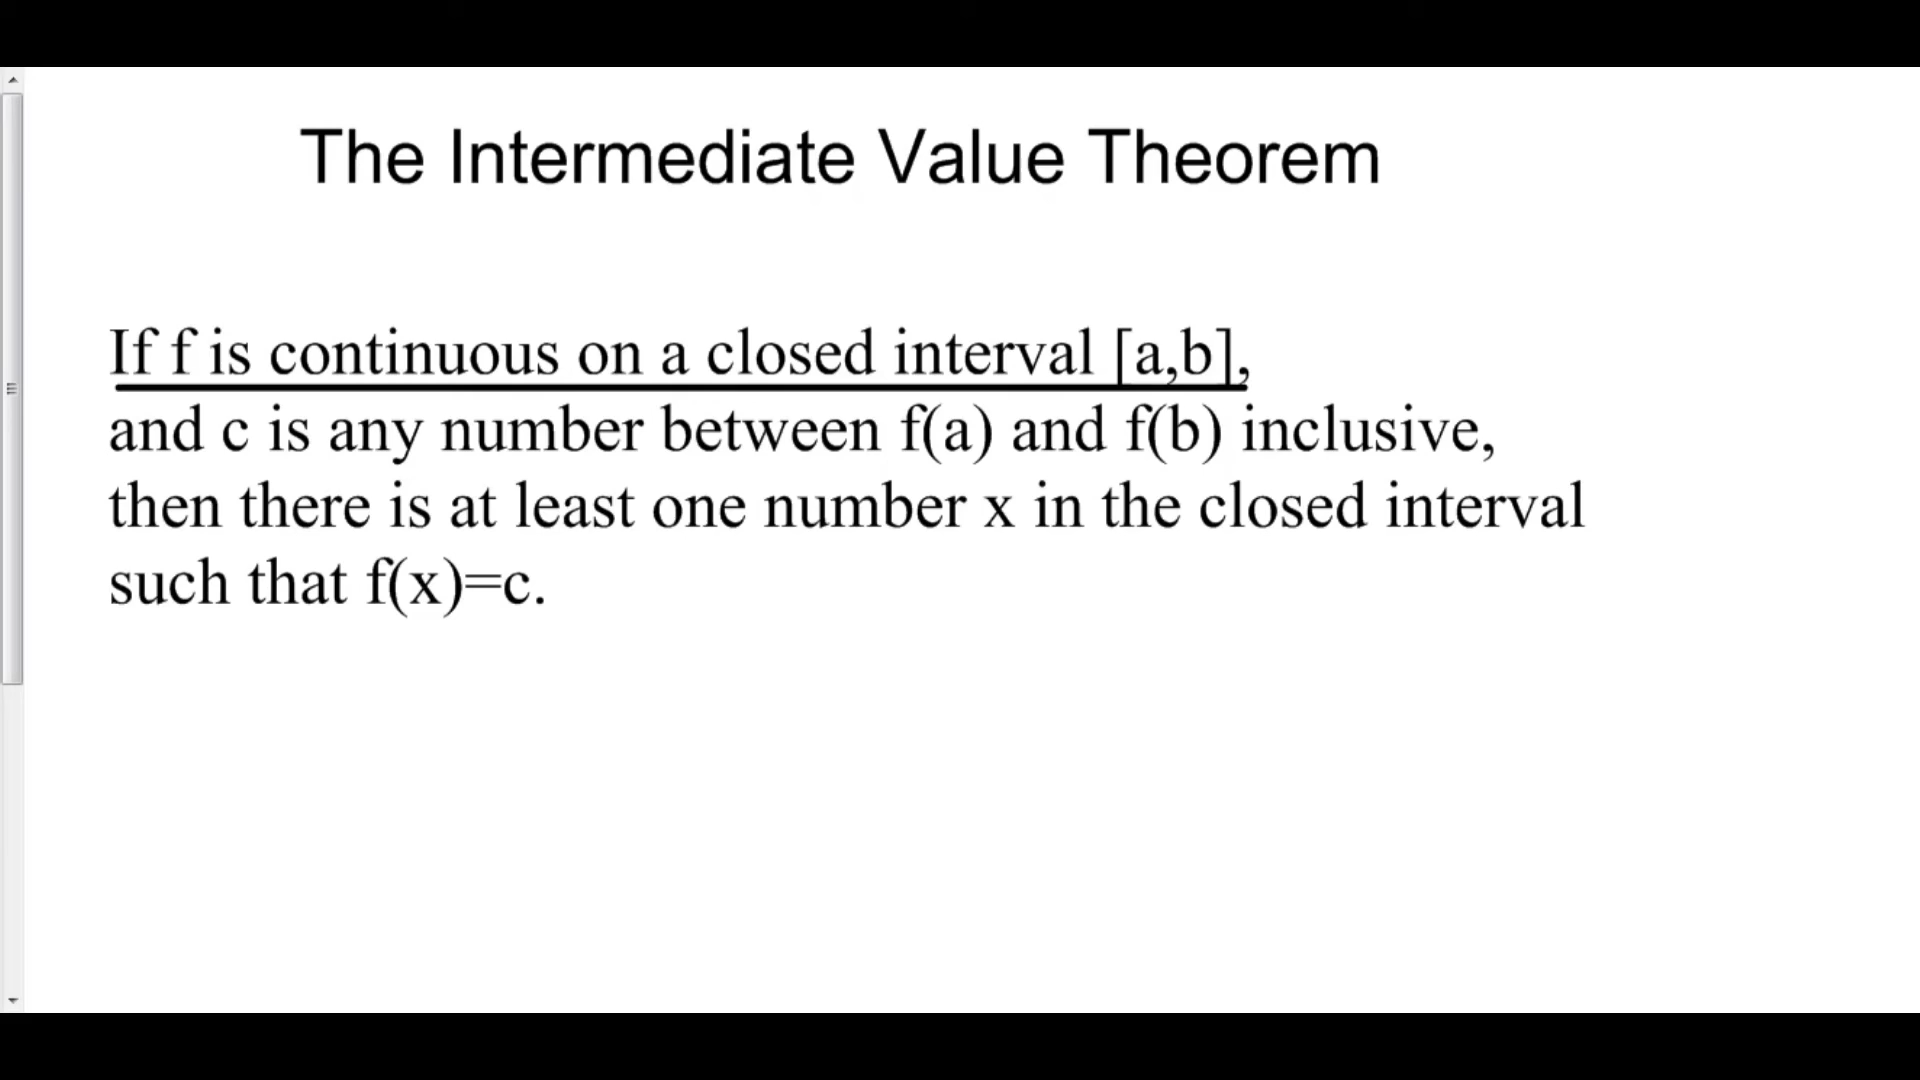 The Intermediate Value Theorem
If f is continuous on a closed interval [a,b],
and c is any number between f(a) and f(b) inclusive,
then there is at least one number x in the closed interval
such that f(x)=c.